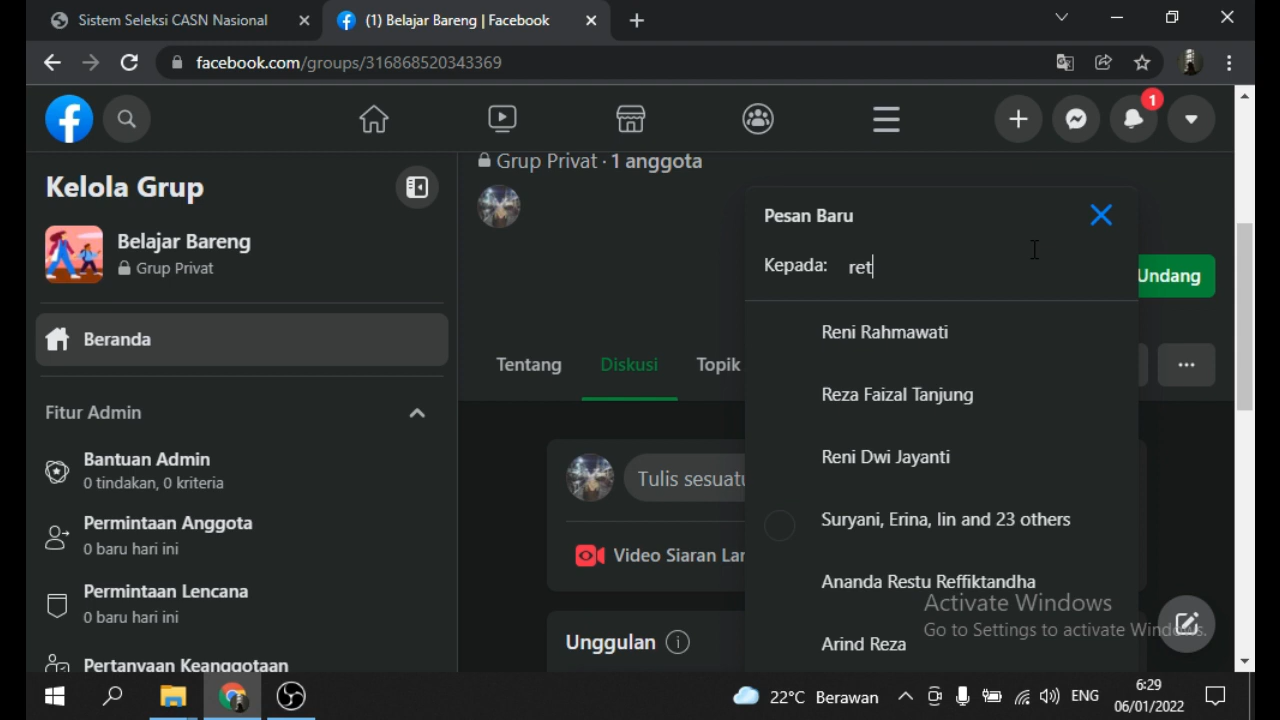 Sistem Seleksi CASN Nasional
(1) Belajar Bareng | Facebook
facebook.com/groups/316868520343369
1
Kelola Grup
Belajar Bareng
Grup Privat
Beranda
Fitur Admin
Bantuan Admin
0 tindakan, 0 kriteria
Permintaan Anggota
0 baru hari ini
Permintaan Lencana
0 baru hari ini
Pertanyaan Keanggotaan
Grup Privat · 1 anggota
Undang
Tentang
Diskusi
Topik
Tulis sesuatu
Video Siaran Lan
Unggulan
Pesan Baru
Kepada: ret
Reni Rahmawati
Reza Faizal Tanjung
Reni Dwi Jayanti
Suryani, Erina, Iin and 23 others
Ananda Restu Reffiktandha
Arind Reza
Activate Windows
Go to Settings to activate Windows.
22°C Berawan
ENG
6:29
06/01/2022